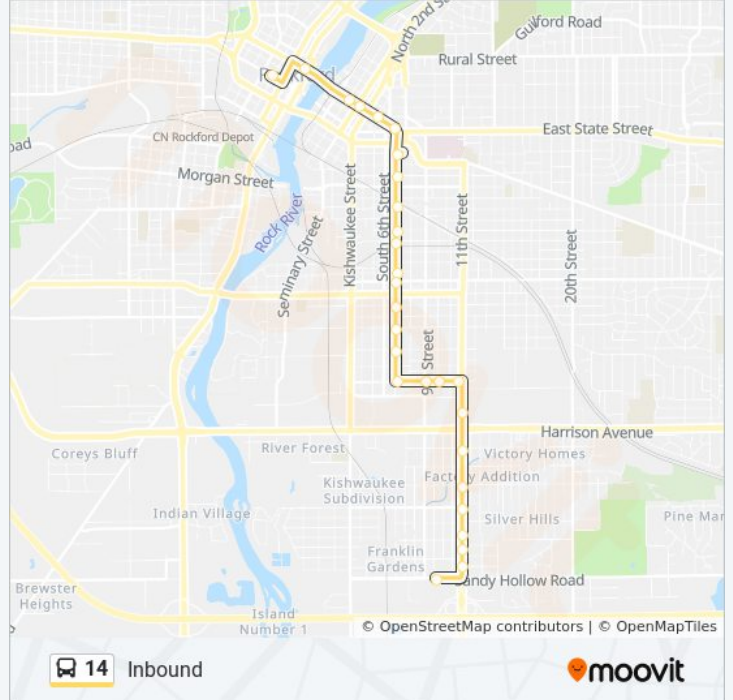 North 2nd S
Guilford Road
Rural Street
Rockford
East State Street
CN Rockford Depot
oad
Morgan Street
Rock River
Seminary Street
Kishwaukee Street
South 6th Street
11th Street
20th Street
9th Street
Harrison Avenue
Coreys Bluff
River Forest
Victory Homes
Factory Addition
Kishwaukee
Subdivision
Indian Village
Silver Hills
Pine Mar
Franklin
Gardens
Sandy Hollow Road
Brewster
Heights
Island
Number 1
© OpenStreetMap contributors | © OpenMapTiles
14 Inbound
moovit